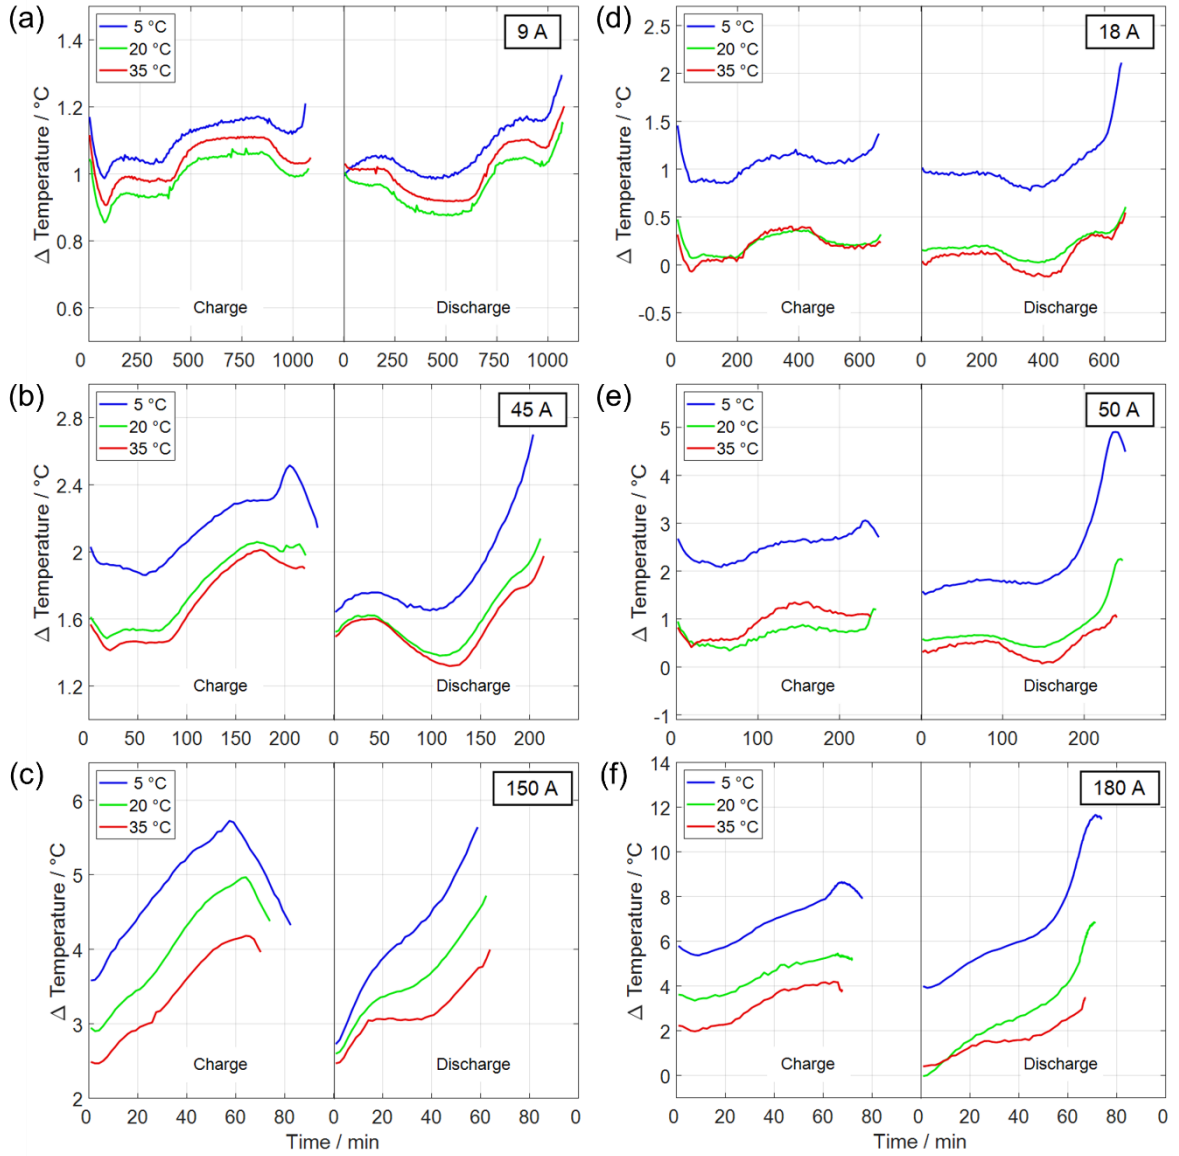 (a)
5 °C
20 °C
35 °C
9 A
1.4
1.2
1
0.8
0.6
Δ Temperature / °C
Charge
Discharge
0 250 500 750 1000 0 250 500 750 1000
(d)
5 °C
20 °C
35 °C
18 A
2.5
2
1.5
1
0.5
0
-0.5
Δ Temperature / °C
Charge
Discharge
0 200 400 600 0 200 400 600
(b)
5 °C
20 °C
35 °C
45 A
2.8
2.4
2
1.6
1.2
Δ Temperature / °C
Charge
Discharge
0 50 100 150 200 0 50 100 150 200
(e)
5 °C
20 °C
35 °C
50 A
5
4
3
2
1
0
-1
Δ Temperature / °C
Charge
Discharge
0 100 200 0 100 200
(c)
5 °C
20 °C
35 °C
150 A
6
5
4
3
2
Δ Temperature / °C
Charge
Discharge
0 20 40 60 80 0 20 40 60 80 0
Time / min
(f)
5 °C
20 °C
35 °C
180 A
14
12
10
8
6
4
2
0
Δ Temperature / °C
Charge
Discharge
0 20 40 60 80 0 20 40 60 80 0
Time / min